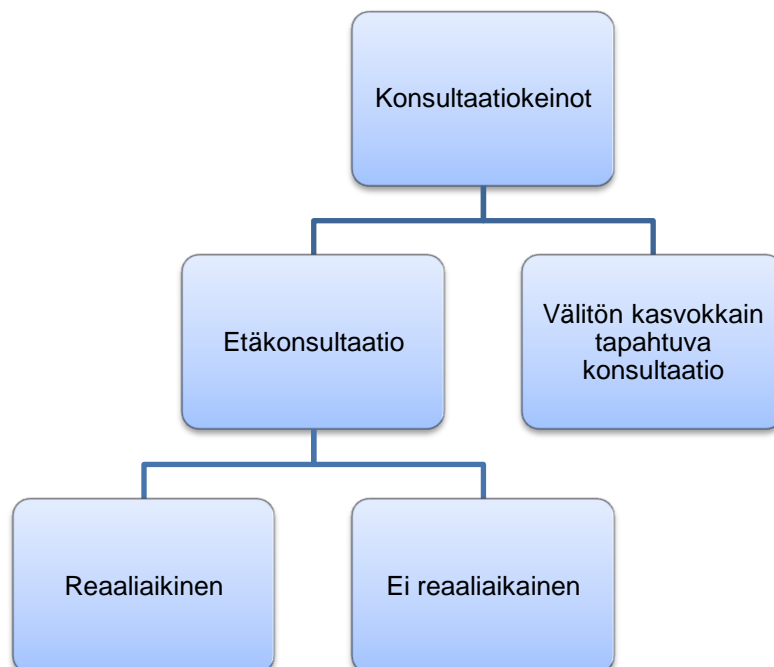 Konsultaatiokeinot
Etäkonsultaatio
Välitön kasvokkain
tapahtuva
konsultaatio
Reaaliaikinen
Ei reaaliaikainen